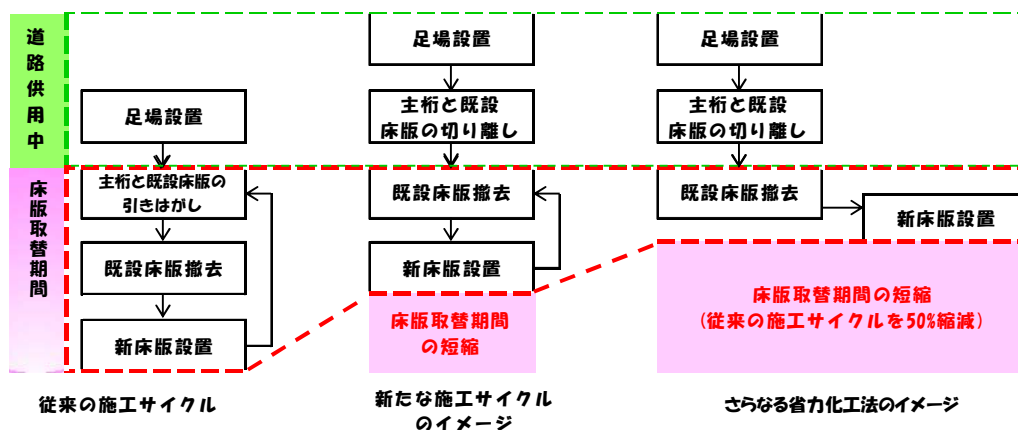 道路供用中
床版取替期間
足場設置
主桁と既設床版の
引きはがし
既設床版撤去
新床版設置
従来の施工サイクル
足場設置
主桁と既設
床版の切り離し
既設床版撤去
新床版設置
床版取替期間
の短縮
新たな施工サイクル
のイメージ
足場設置
主桁と既設
床版の切り離し
既設床版撤去
新床版設置
床版取替期間の短縮
(従来の施工サイクルを50%縮減)
さらなる省力化工法のイメージ